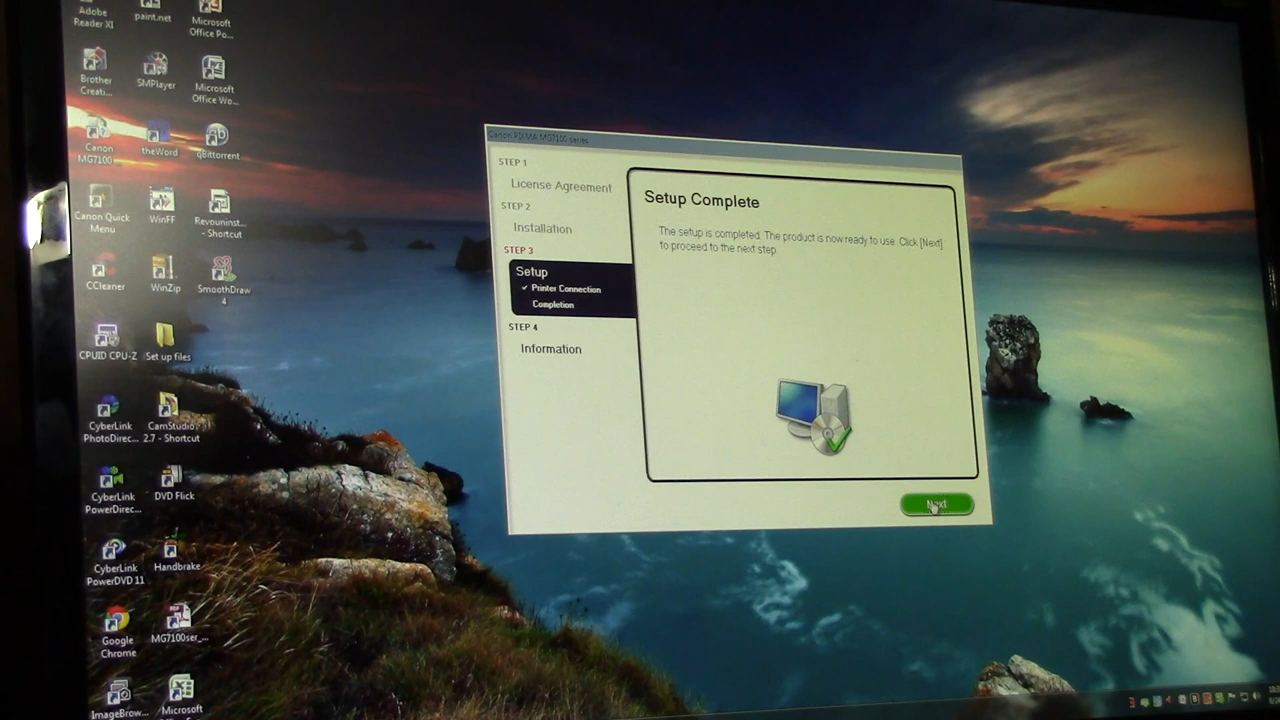 Adobe
Reader XI
paint.net
Microsoft
Office Po...
Brother
Creati...
SMPlayer
Microsoft
Office Wo...
Canon
MG7100 ...
theWord
qBittorrent
Canon Quick
Menu
WinFF
Revouninst...
- Shortcut
CCleaner
WinZip
SmoothDraw
4
CPUID CPU-Z
Set up files
CyberLink
PhotoDirec...
CamStudio
2.7 - Shortcut
CyberLink
PowerDirec...
DVD Flick
CyberLink
PowerDVD 11
Handbrake
Google
Chrome
MG7100ser_...
ImageBrow...
Microsoft
Canon PIXMA MG7100 series
STEP 1
License Agreement
STEP 2
Installation
STEP 3
Setup
Printer Connection
Completion
STEP 4
Information
Setup Complete
The setup is completed. The product is now ready to use. Click [Next]
to proceed to the next step.
Next